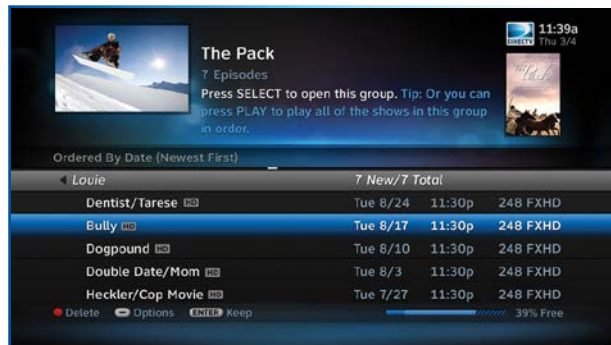 11:39a
DIRECTV Thu 3/4
The Pack
7 Episodes
Press SELECT to open this group. Tip: Or you can
press PLAY to play all of the shows in this group
in order.
The Pack
Ordered By Date (Newest First)
Louie 7 New/7 Total
Dentist/Tarese HD Tue 8/24 11:30p 248 FXHD
Bully HD Tue 8/17 11:30p 248 FXHD
Dogpound HD Tue 8/10 11:30p 248 FXHD
Double Date/Mom HD Tue 8/3 11:30p 248 FXHD
Heckler/Cop Movie HD Tue 7/27 11:30p 248 FXHD
Delete Options ENTER Keep 39% Free